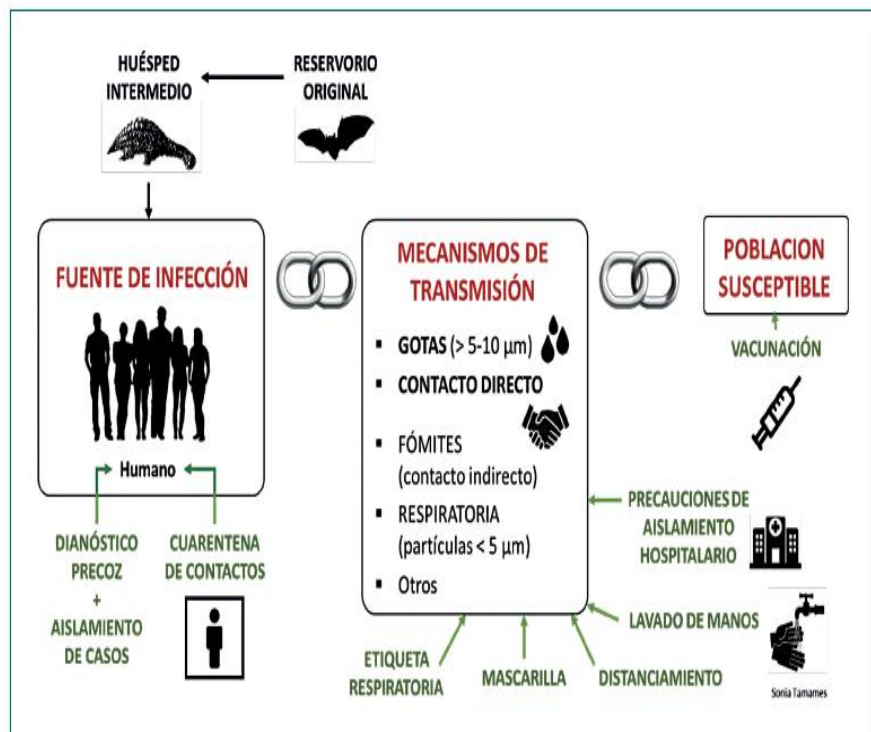 HUÉSPED
INTERMEDIO
RESERVORIO
ORIGINAL
FUENTE DE INFECCIÓN
Humano
DIANÓSTICO
PRECOZ
+
AISLAMIENTO
DE CASOS
CUARENTENA
DE CONTACTOS
MECANISMOS DE
TRANSMISIÓN
▪ GOTAS (> 5-10 µm)
▪ CONTACTO DIRECTO
▪ FÓMITES
(contacto indirecto)
▪ RESPIRATORIA
(partículas < 5 µm)
▪ Otros
ETIQUETA
RESPIRATORIA
MASCARILLA
DISTANCIAMIENTO
POBLACION
SUSCEPTIBLE
VACUNACIÓN
PRECAUCIONES DE
AISLAMIENTO
HOSPITALARIO
LAVADO DE MANOS
Sonia Tamames